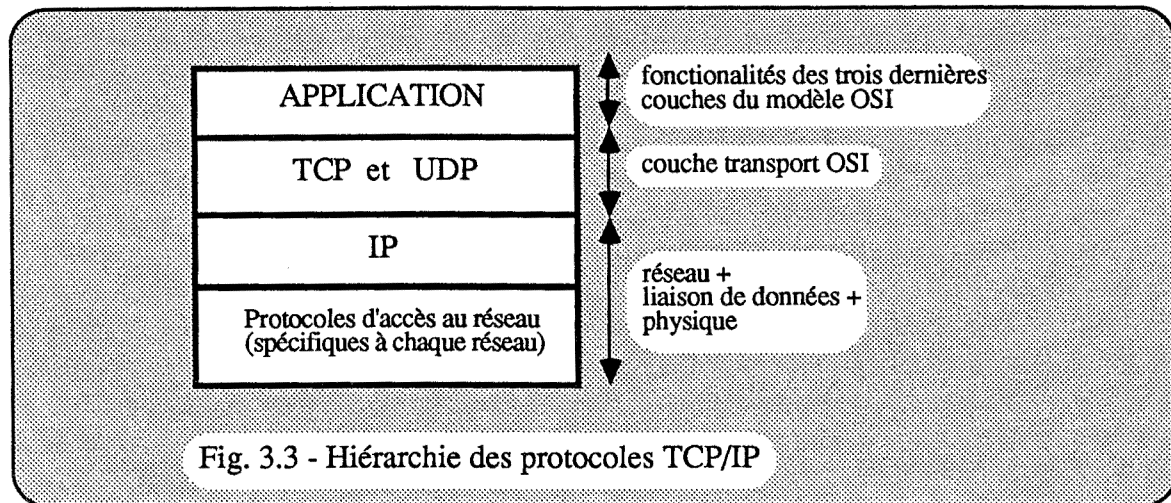 APPLICATION
fonctionalités des trois dernières
couches du modèle OSI
TCP et UDP
couche transport OSI
IP
réseau +
liaison de données +
physique
Protocoles d'accès au réseau
(spécifiques à chaque réseau)
Fig. 3.3 - Hiérarchie des protocoles TCP/IP